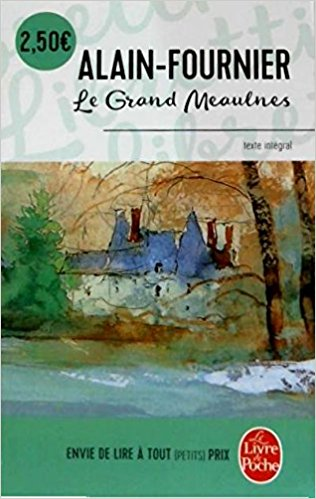 2,50€
ALAIN-FOURNIER
Le Grand Meaulnes
texte intégral
ENVIE DE LIRE À TOUT (PETITS) PRIX
Le
Livre
de
Poche